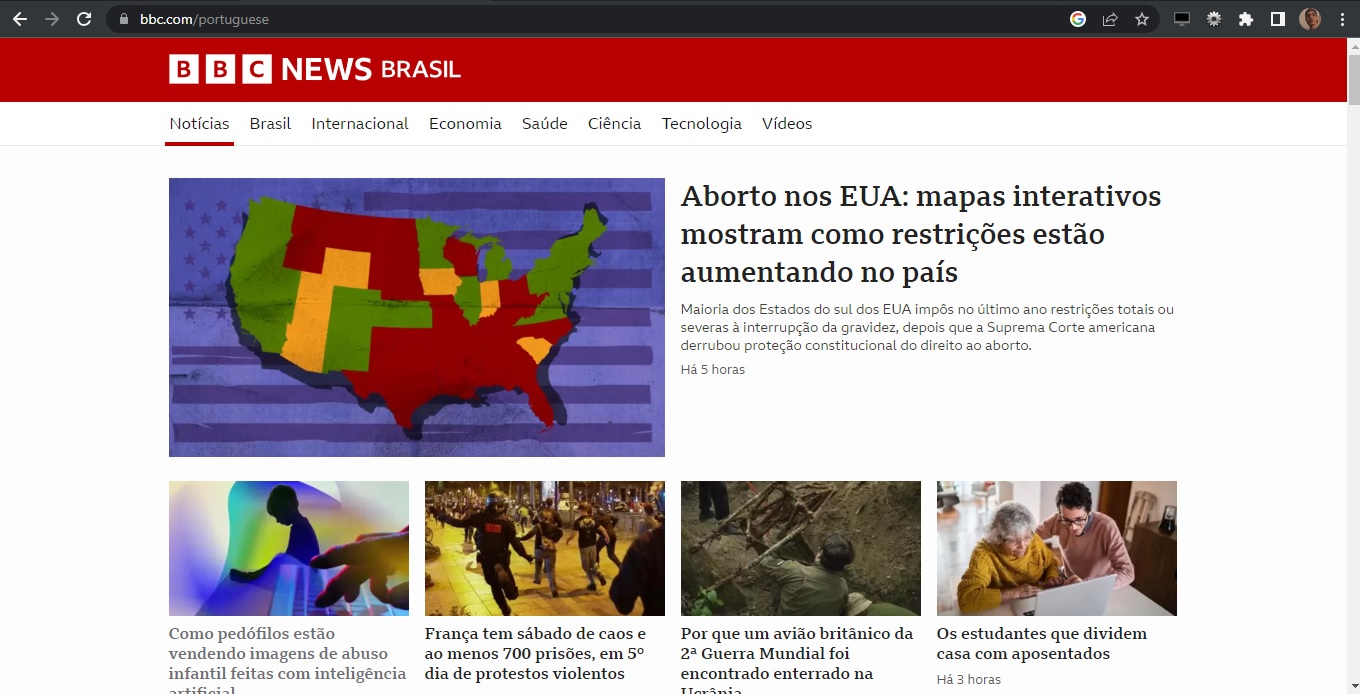 bbc.com/portuguese
BBC NEWS BRASIL
Notícias Brasil Internacional Economia Saúde Ciência Tecnologia Vídeos
Aborto nos EUA: mapas interativos
mostram como restrições estão
aumentando no país
Maioria dos Estados do sul dos EUA impôs no último ano restrições totais ou
severas à interrupção da gravidez, depois que a Suprema Corte americana
derrubou proteção constitucional do direito ao aborto.
Há 5 horas
Como pedófilos estão
vendendo imagens de abuso
infantil feitas com inteligência
artificial
França tem sábado de caos e
ao menos 700 prisões, em 5º
dia de protestos violentos
Por que um avião britânico da
2ª Guerra Mundial foi
encontrado enterrado na
Ucrânia
Os estudantes que dividem
casa com aposentados
Há 3 horas